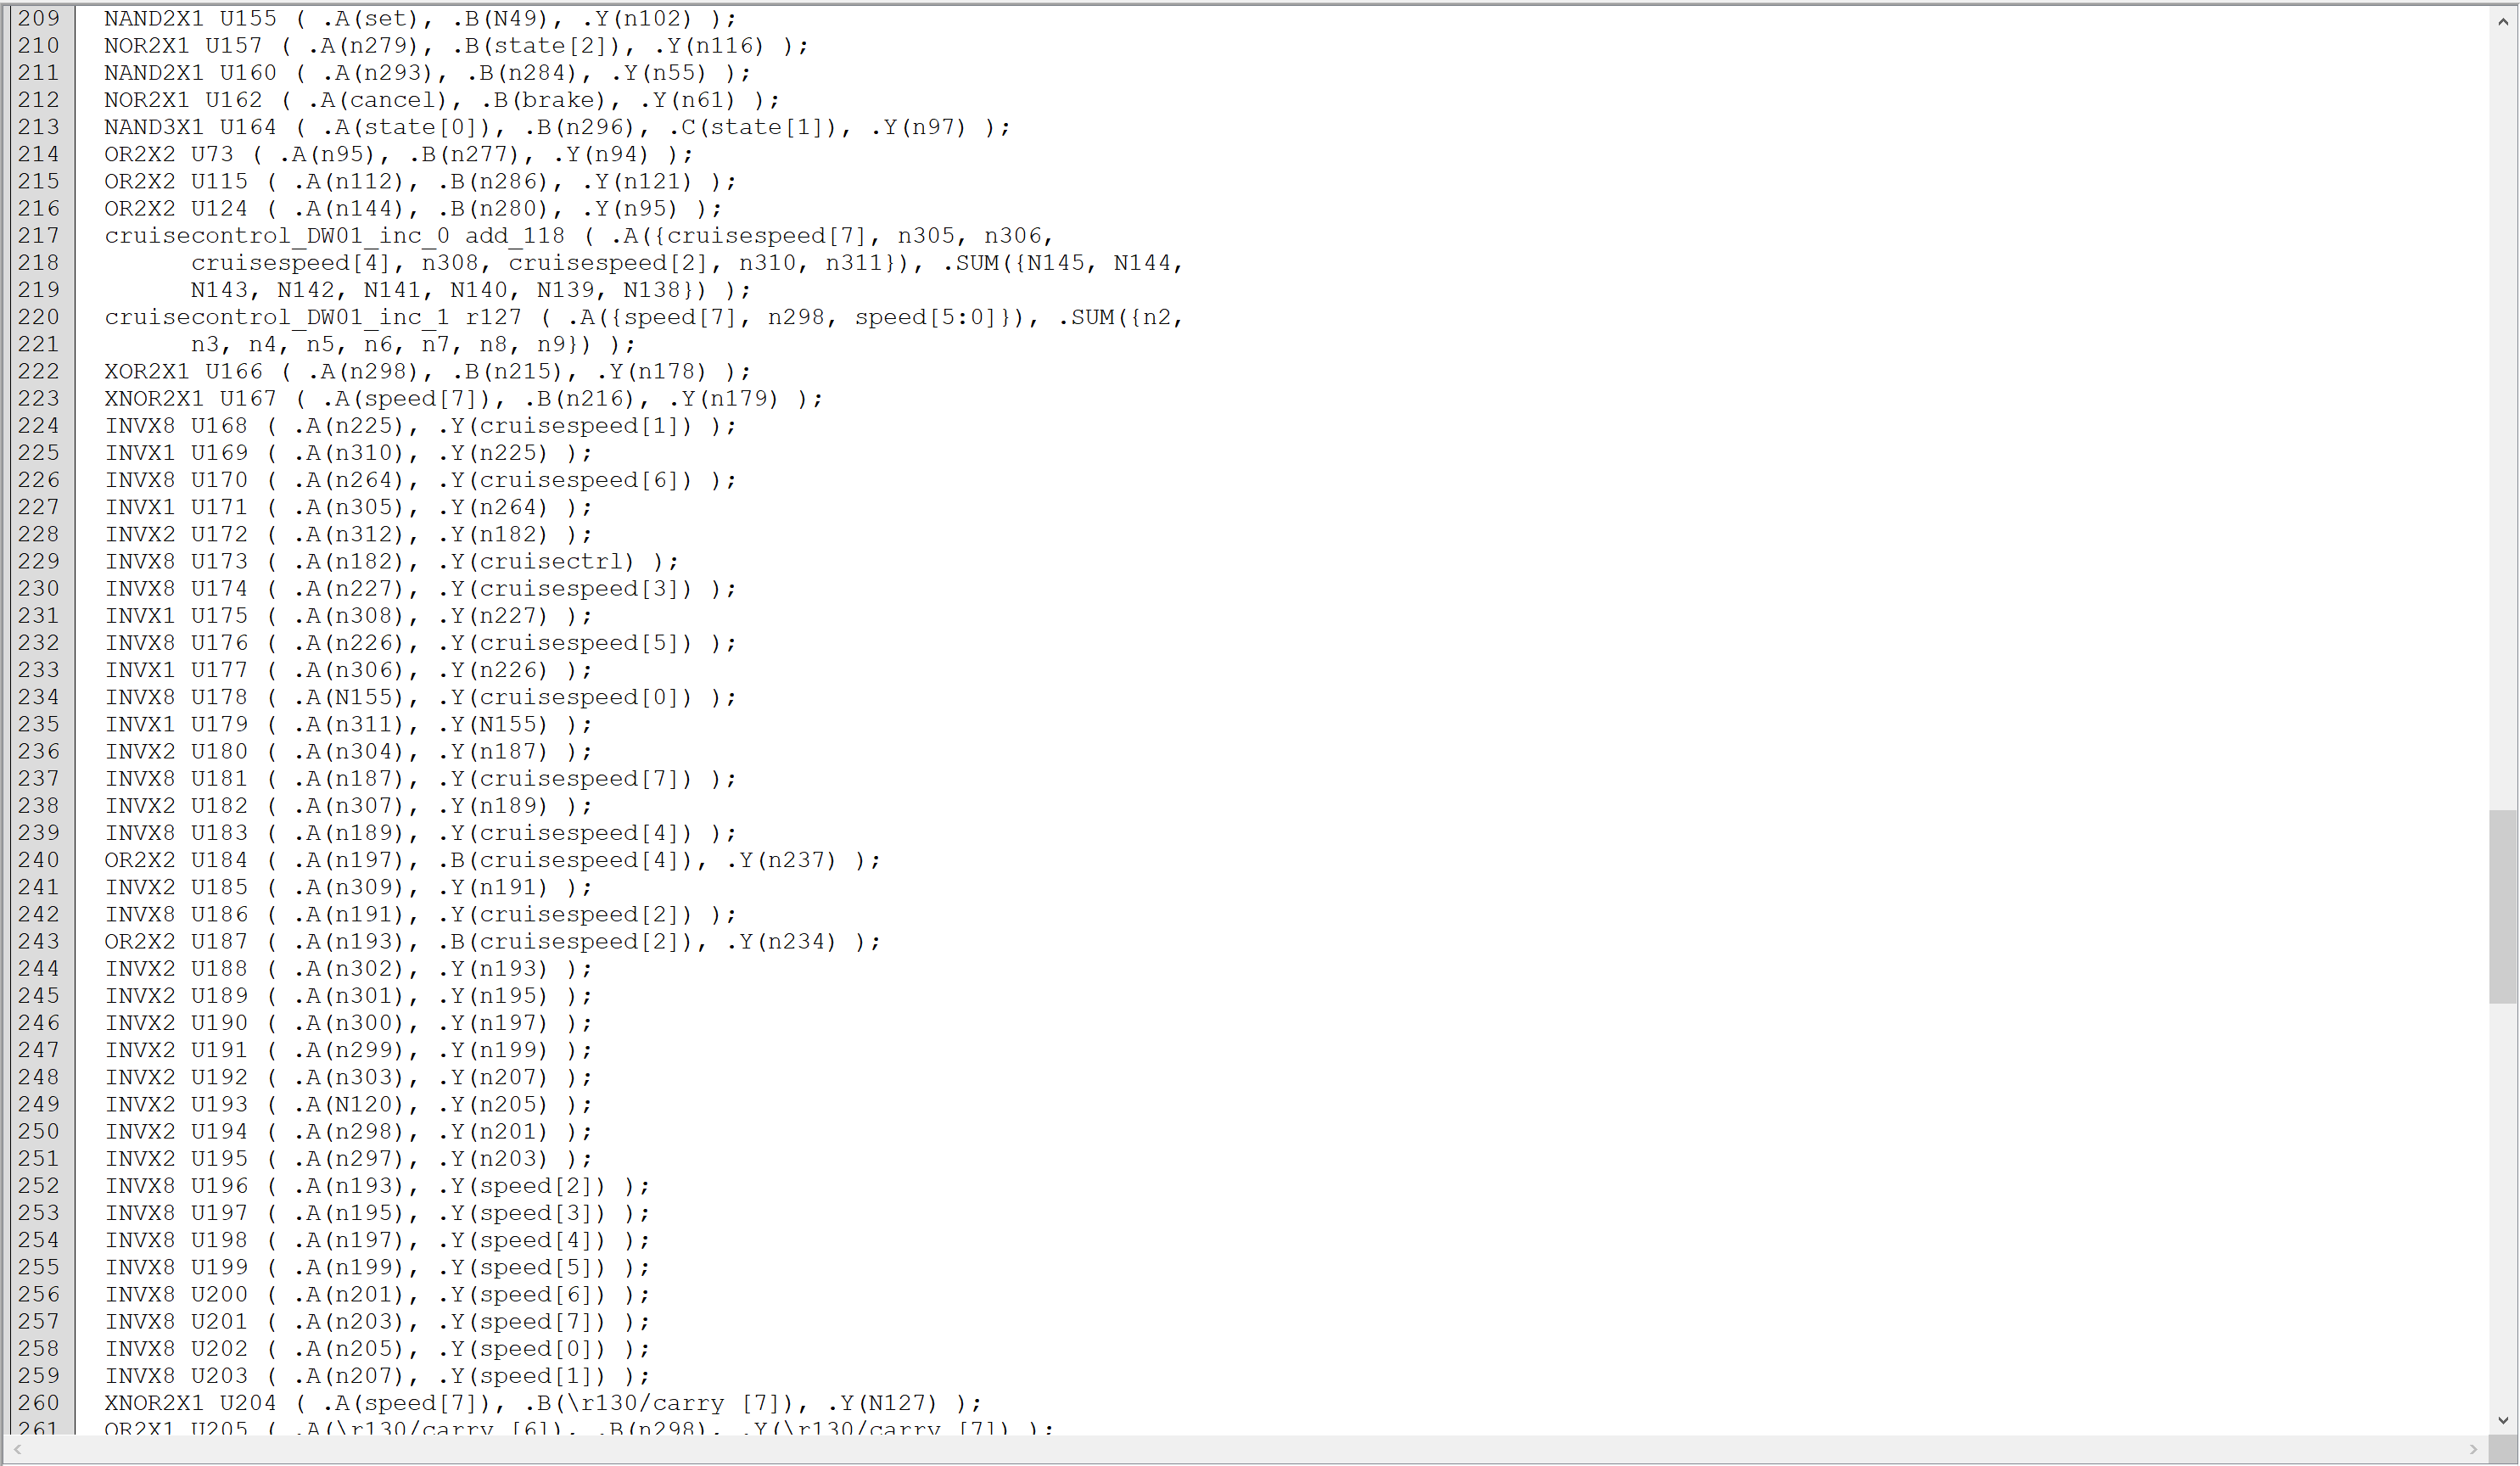 209 NAND2X1 U155 ( .A(set), .B(N49), .Y(n102) );
210 NOR2X1 U157 ( .A(n279), .B(state[2]), .Y(n116) );
211 NAND2X1 U160 ( .A(n293), .B(n284), .Y(n55) );
212 NOR2X1 U162 ( .A(cancel), .B(brake), .Y(n61) );
213 NAND3X1 U164 ( .A(state[0]), .B(n296), .C(state[1]), .Y(n97) );
214 OR2X2 U73 ( .A(n95), .B(n277), .Y(n94) );
215 OR2X2 U115 ( .A(n112), .B(n286), .Y(n121) );
216 OR2X2 U124 ( .A(n144), .B(n280), .Y(n95) );
217 cruisecontrol_DW01_inc_0 add_118 ( .A({cruisespeed[7], n305, n306,
218 cruisespeed[4], n308, cruisespeed[2], n310, n311}), .SUM({N145, N144,
219 N143, N142, N141, N140, N139, N138}) );
220 cruisecontrol_DW01_inc_1 r127 ( .A({speed[7], n298, speed[5:0]}), .SUM({n2,
221 n3, n4, n5, n6, n7, n8, n9}) );
222 XOR2X1 U166 ( .A(n298), .B(n215), .Y(n178) );
223 XNOR2X1 U167 ( .A(speed[7]), .B(n216), .Y(n179) );
224 INVX8 U168 ( .A(n225), .Y(cruisespeed[1]) );
225 INVX1 U169 ( .A(n310), .Y(n225) );
226 INVX8 U170 ( .A(n264), .Y(cruisespeed[6]) );
227 INVX1 U171 ( .A(n305), .Y(n264) );
228 INVX2 U172 ( .A(n312), .Y(n182) );
229 INVX8 U173 ( .A(n182), .Y(cruisectrl) );
230 INVX8 U174 ( .A(n227), .Y(cruisespeed[3]) );
231 INVX1 U175 ( .A(n308), .Y(n227) );
232 INVX8 U176 ( .A(n226), .Y(cruisespeed[5]) );
233 INVX1 U177 ( .A(n306), .Y(n226) );
234 INVX8 U178 ( .A(N155), .Y(cruisespeed[0]) );
235 INVX1 U179 ( .A(n311), .Y(N155) );
236 INVX2 U180 ( .A(n304), .Y(n187) );
237 INVX8 U181 ( .A(n187), .Y(cruisespeed[7]) );
238 INVX2 U182 ( .A(n307), .Y(n189) );
239 INVX8 U183 ( .A(n189), .Y(cruisespeed[4]) );
240 OR2X2 U184 ( .A(n197), .B(cruisespeed[4]), .Y(n237) );
241 INVX2 U185 ( .A(n309), .Y(n191) );
242 INVX8 U186 ( .A(n191), .Y(cruisespeed[2]) );
243 OR2X2 U187 ( .A(n193), .B(cruisespeed[2]), .Y(n234) );
244 INVX2 U188 ( .A(n302), .Y(n193) );
245 INVX2 U189 ( .A(n301), .Y(n195) );
246 INVX2 U190 ( .A(n300), .Y(n197) );
247 INVX2 U191 ( .A(n299), .Y(n199) );
248 INVX2 U192 ( .A(n303), .Y(n207) );
249 INVX2 U193 ( .A(N120), .Y(n205) );
250 INVX2 U194 ( .A(n298), .Y(n201) );
251 INVX2 U195 ( .A(n297), .Y(n203) );
252 INVX8 U196 ( .A(n193), .Y(speed[2]) );
253 INVX8 U197 ( .A(n195), .Y(speed[3]) );
254 INVX8 U198 ( .A(n197), .Y(speed[4]) );
255 INVX8 U199 ( .A(n199), .Y(speed[5]) );
256 INVX8 U200 ( .A(n201), .Y(speed[6]) );
257 INVX8 U201 ( .A(n203), .Y(speed[7]) );
258 INVX8 U202 ( .A(n205), .Y(speed[0]) );
259 INVX8 U203 ( .A(n207), .Y(speed[1]) );
260 XNOR2X1 U204 ( .A(speed[7]), .B(\r130/carry [7]), .Y(N127) );
261 OR2X1 U205 ( .A(\r130/carry [6]), .B(n298), .Y(\r130/carry [7]) );